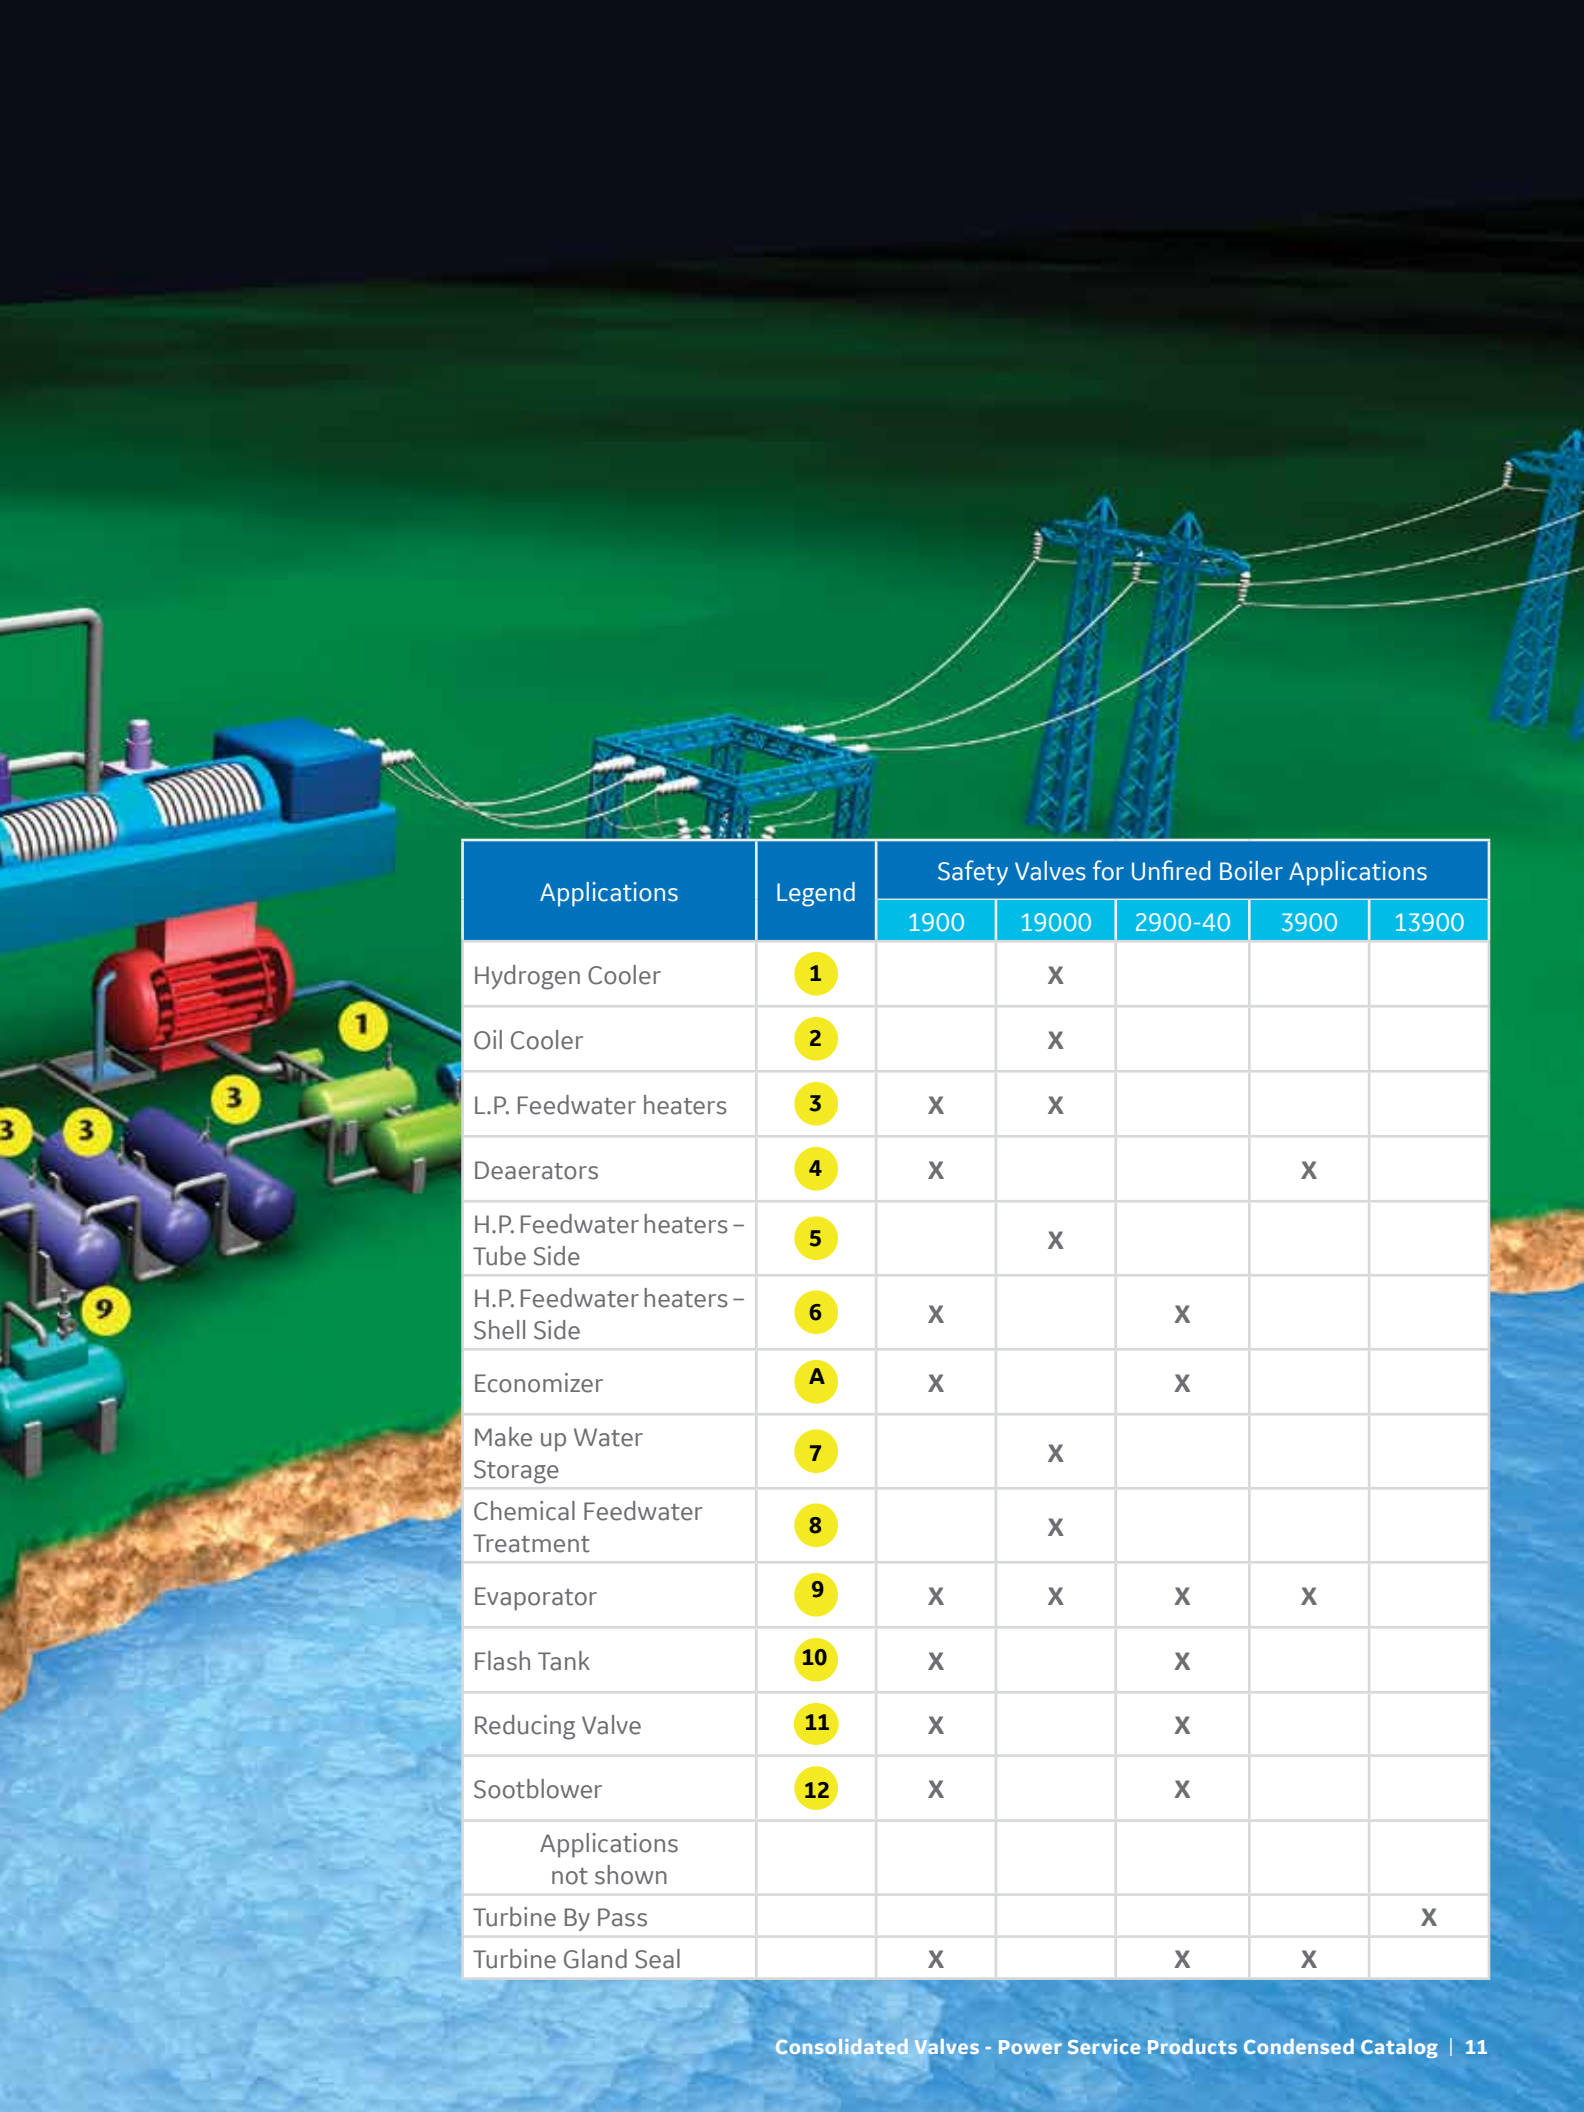 1
3
3
3
9
Applications Legend Safety Valves for Unfired Boiler Applications
1900 19000 2900-40 3900 13900
Hydrogen Cooler 1 X
Oil Cooler 2 X
L.P. Feedwater heaters 3 X X
Deaerators 4 X X
H.P. Feedwater heaters –
Tube Side 5 X
H.P. Feedwater heaters –
Shell Side 6 X X
Economizer A X X
Make up Water
Storage 7 X
Chemical Feedwater
Treatment 8 X
Evaporator 9 X X X X
Flash Tank 10 X X
Reducing Valve 11 X X
Sootblower 12 X X
Applications
not shown
Turbine By Pass X
Turbine Gland Seal X X X
Consolidated Valves - Power Service Products Condensed Catalog | 11